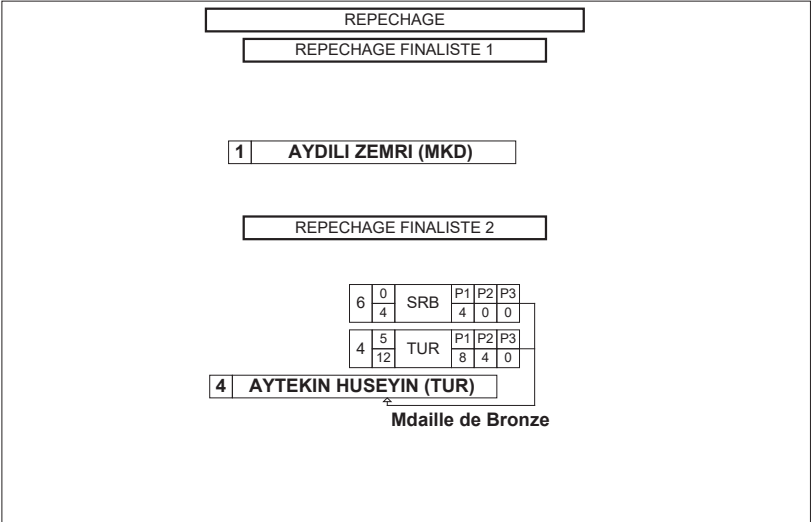 REPECHAGE
REPECHAGE FINALISTE 1
1 AYDILI ZEMRI (MKD)
REPECHAGE FINALISTE 2
6 0 SRB P1 P2 P3
4 4 0 0
4 5 TUR P1 P2 P3
12 8 4 0
4 AYTEKIN HUSEYIN (TUR)
Mdaille de Bronze